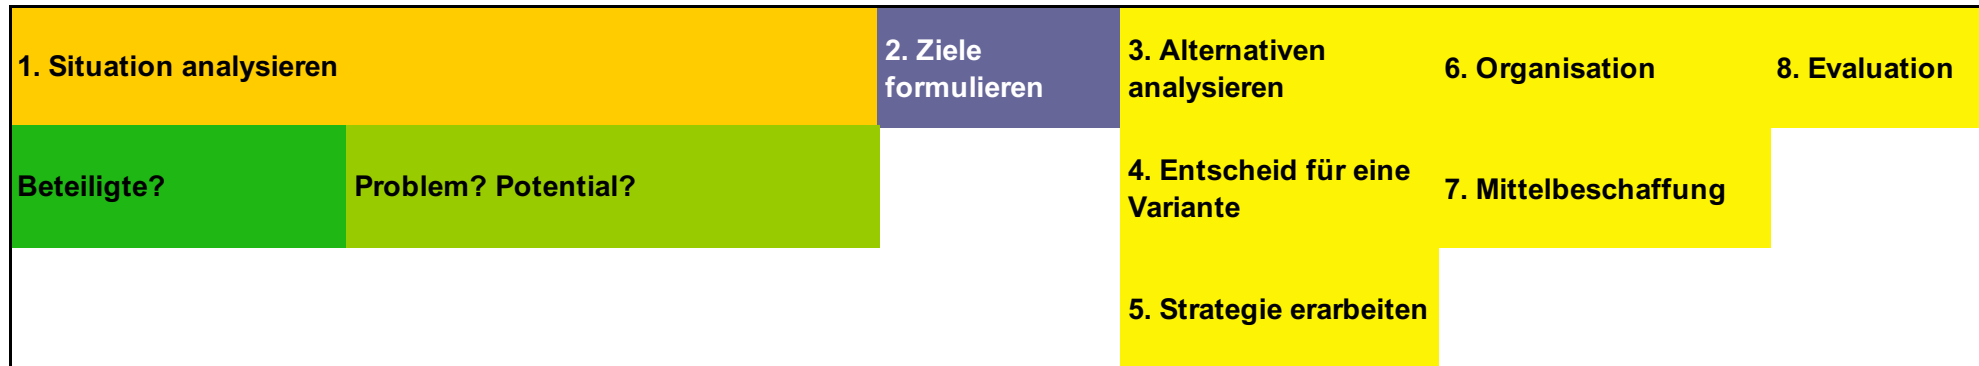 1. Situation analysieren
2. Ziele
formulieren
3. Alternativen
analysieren
6. Organisation
8. Evaluation
Beteiligte?
Problem? Potential?
4. Entscheid für eine
Variante
7. Mittelbeschaffung
5. Strategie erarbeiten